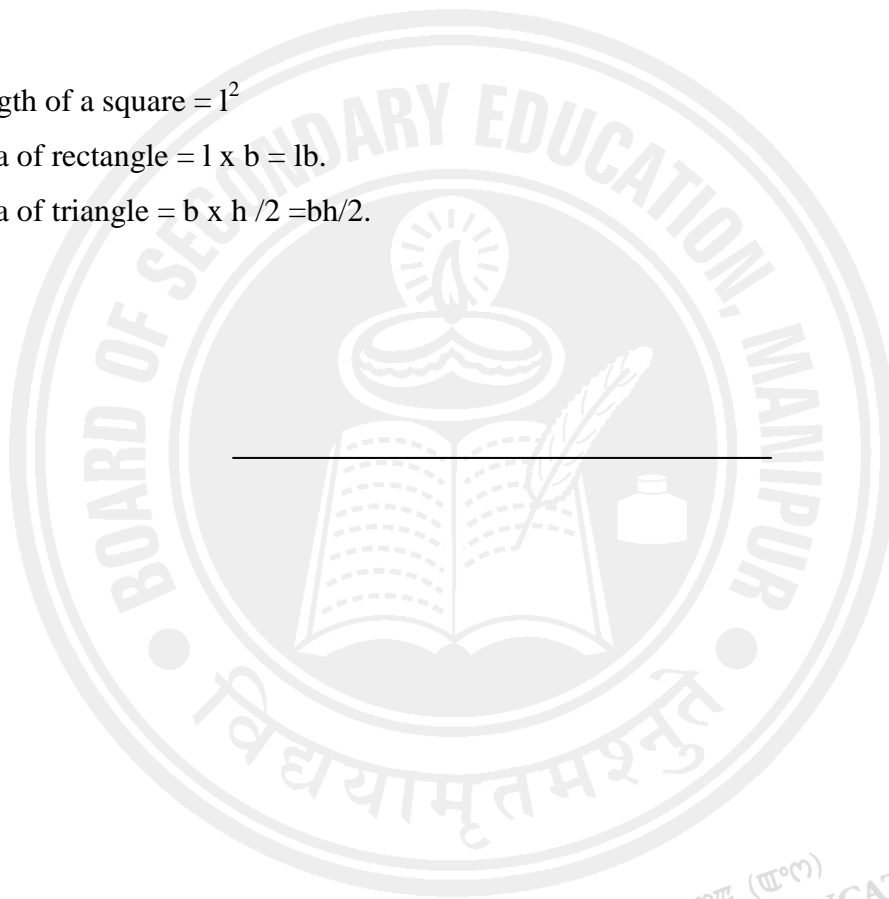 gth of a square = l²
a of rectangle = l x b = lb.
a of triangle = b x h /2 =bh/2.
BOARD OF SECONDARY EDUCATION, MANIPUR
विद्ययामृतमश्नुते